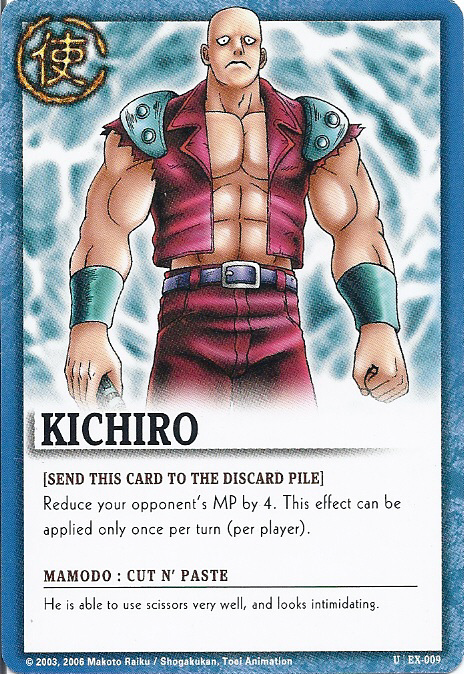 使
KICHIRO
[SEND THIS CARD TO THE DISCARD PILE]
Reduce your opponent's MP by 4. This effect can be
applied only once per turn (per player).
MAMODO : CUT N' PASTE
He is able to use scissors very well, and looks intimidating.
© 2003, 2006 Makoto Raiku / Shogakukan, Toei Animation
U EX-009